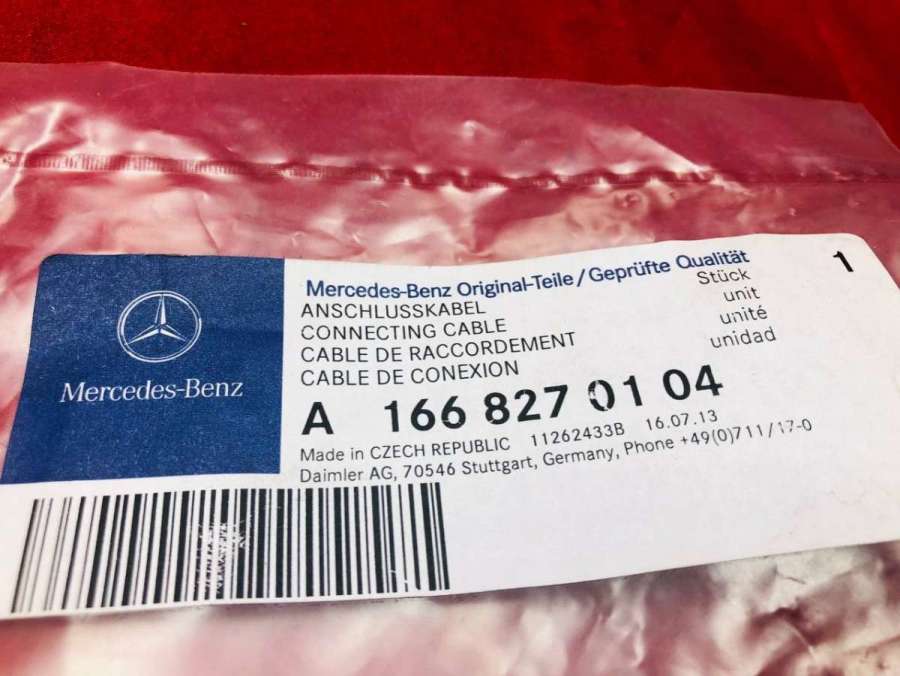 Mercedes-Benz
Mercedes-Benz Original-Teile/Geprüfte Qualität
ANSCHLUSSKABEL
CONNECTING CABLE
CABLE DE RACCORDEMENT
CABLE DE CONEXION
Stück
unit
unité
unidad
1
A 166 827 01 04
Made in CZECH REPUBLIC 11262433B 16.07.13
Daimler AG, 70546 Stuttgart, Germany, Phone +49(0)711/17-0